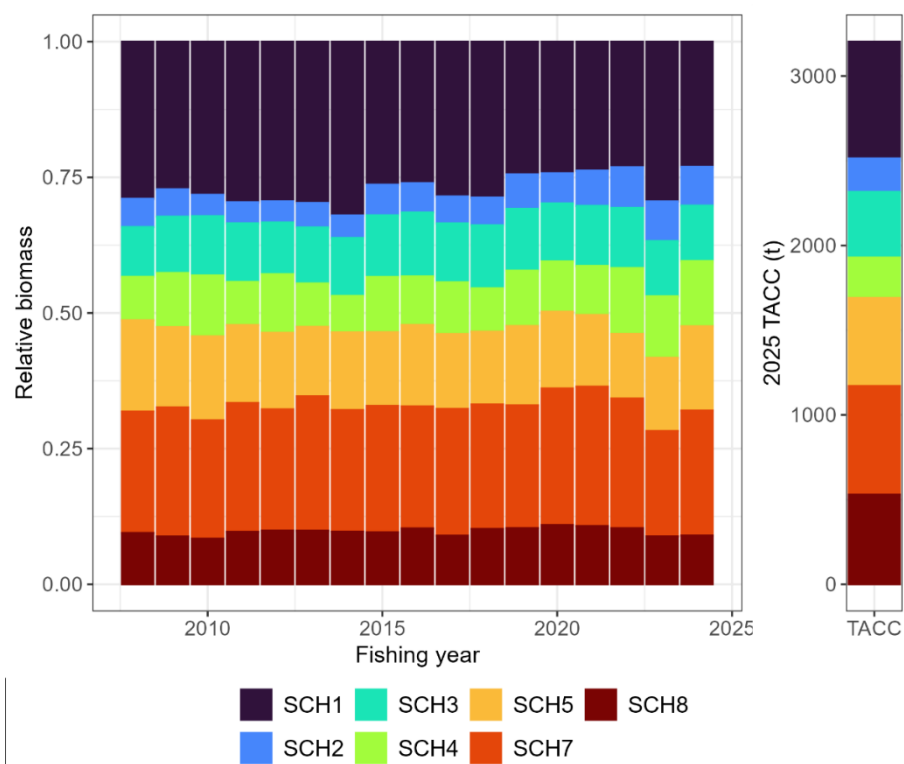 1.00
0.75
0.50
0.25
0.00
Relative biomass
2010 2015 2020 2025
Fishing year
3000
2000
1000
0
2025 TACC (t)
TACC
SCH1 SCH3 SCH5 SCH8
SCH2 SCH4 SCH7